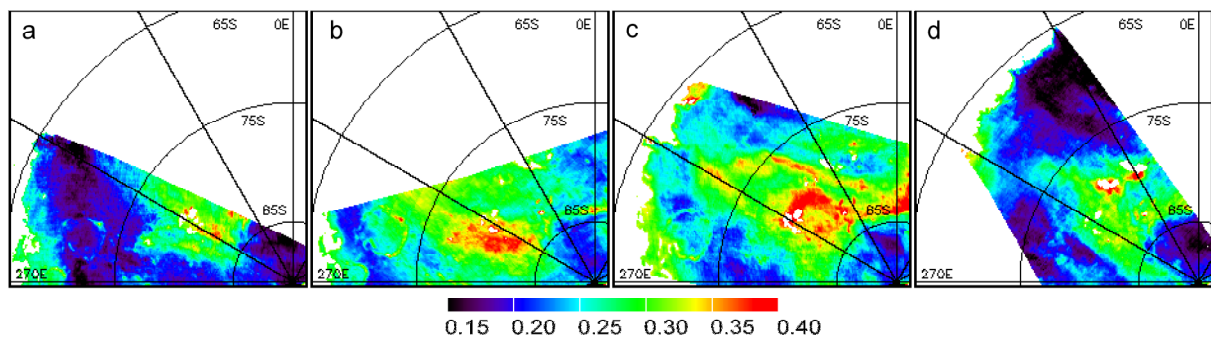 a 65S 0E b 65S 0E c 65S 0E d 65S 0E
75S 75S 75S 75S
85S 85S 85S 85S
270E 270E 270E 270E
0.15 0.20 0.25 0.30 0.35 0.40